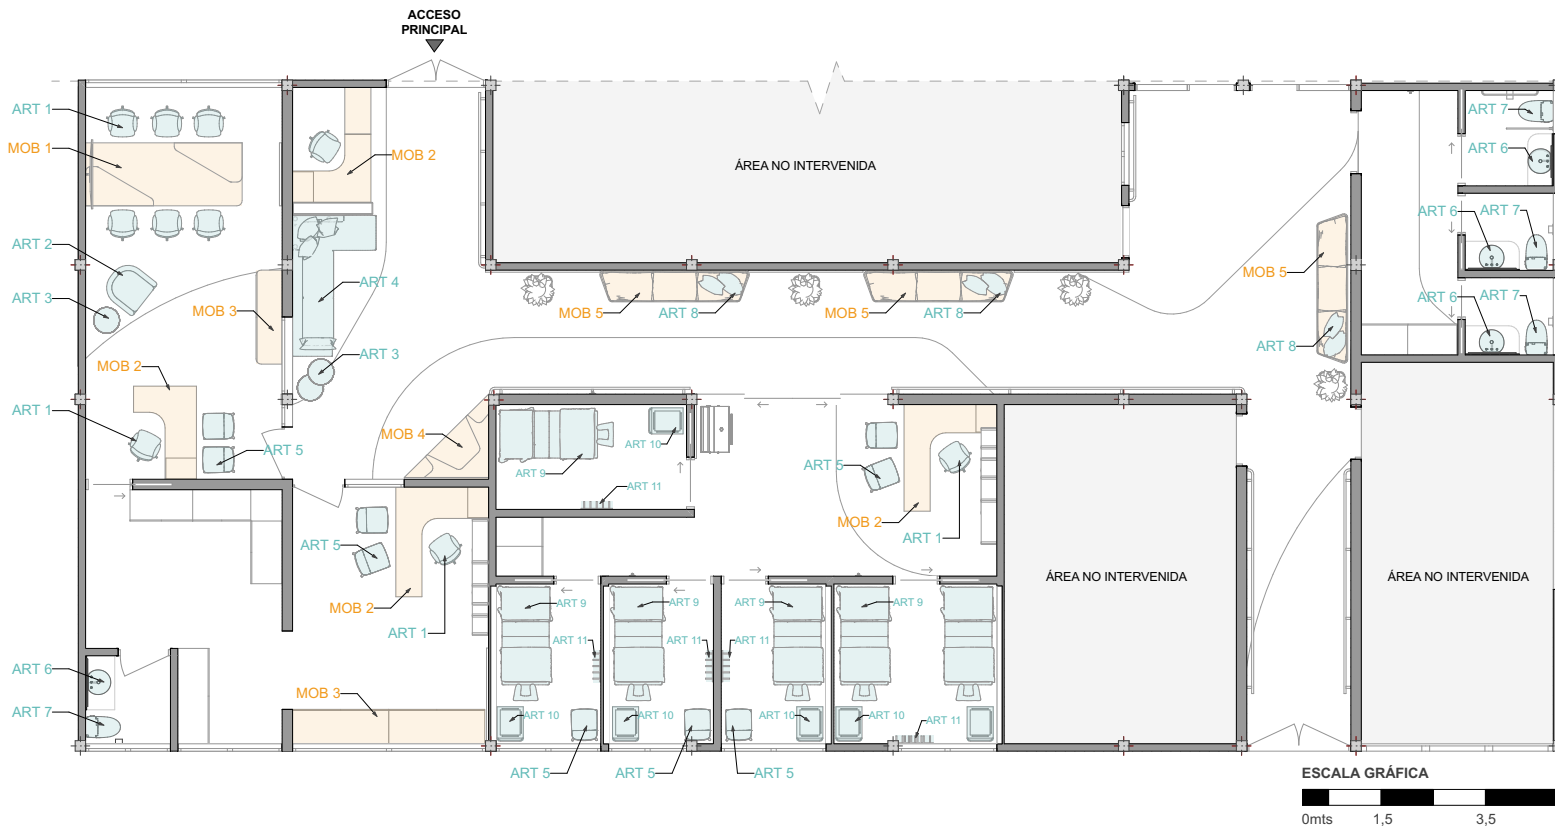 ACCESO
PRINCIPAL
ART 1
MOB 1
MOB 2
ÁREA NO INTERVENIDA
ART 7
ART 6
ART 6
ART 7
ART 2
ART 4
MOB 5
ART 3
MOB 3
MOB 5
ART 8
MOB 5
ART 8
ART 6
ART 7
ART 3
ART 8
MOB 2
ART 1
MOB 4
ART 5
ART 10
ART 9
ART 5
ART 11
MOB 2
ART 1
ART 5
ÁREA NO INTERVENIDA
ÁREA NO INTERVENIDA
MOB 2
ART 9
ART 9
ART 9
ART 9
ART 1
ART 11
ART 11
ART 11
ART 6
MOB 3
ART 7
ART 10
ART 10
ART 10
ART 10
ART 11
ART 5
ART 5
ART 5
ESCALA GRÁFICA
0mts
1,5
3,5